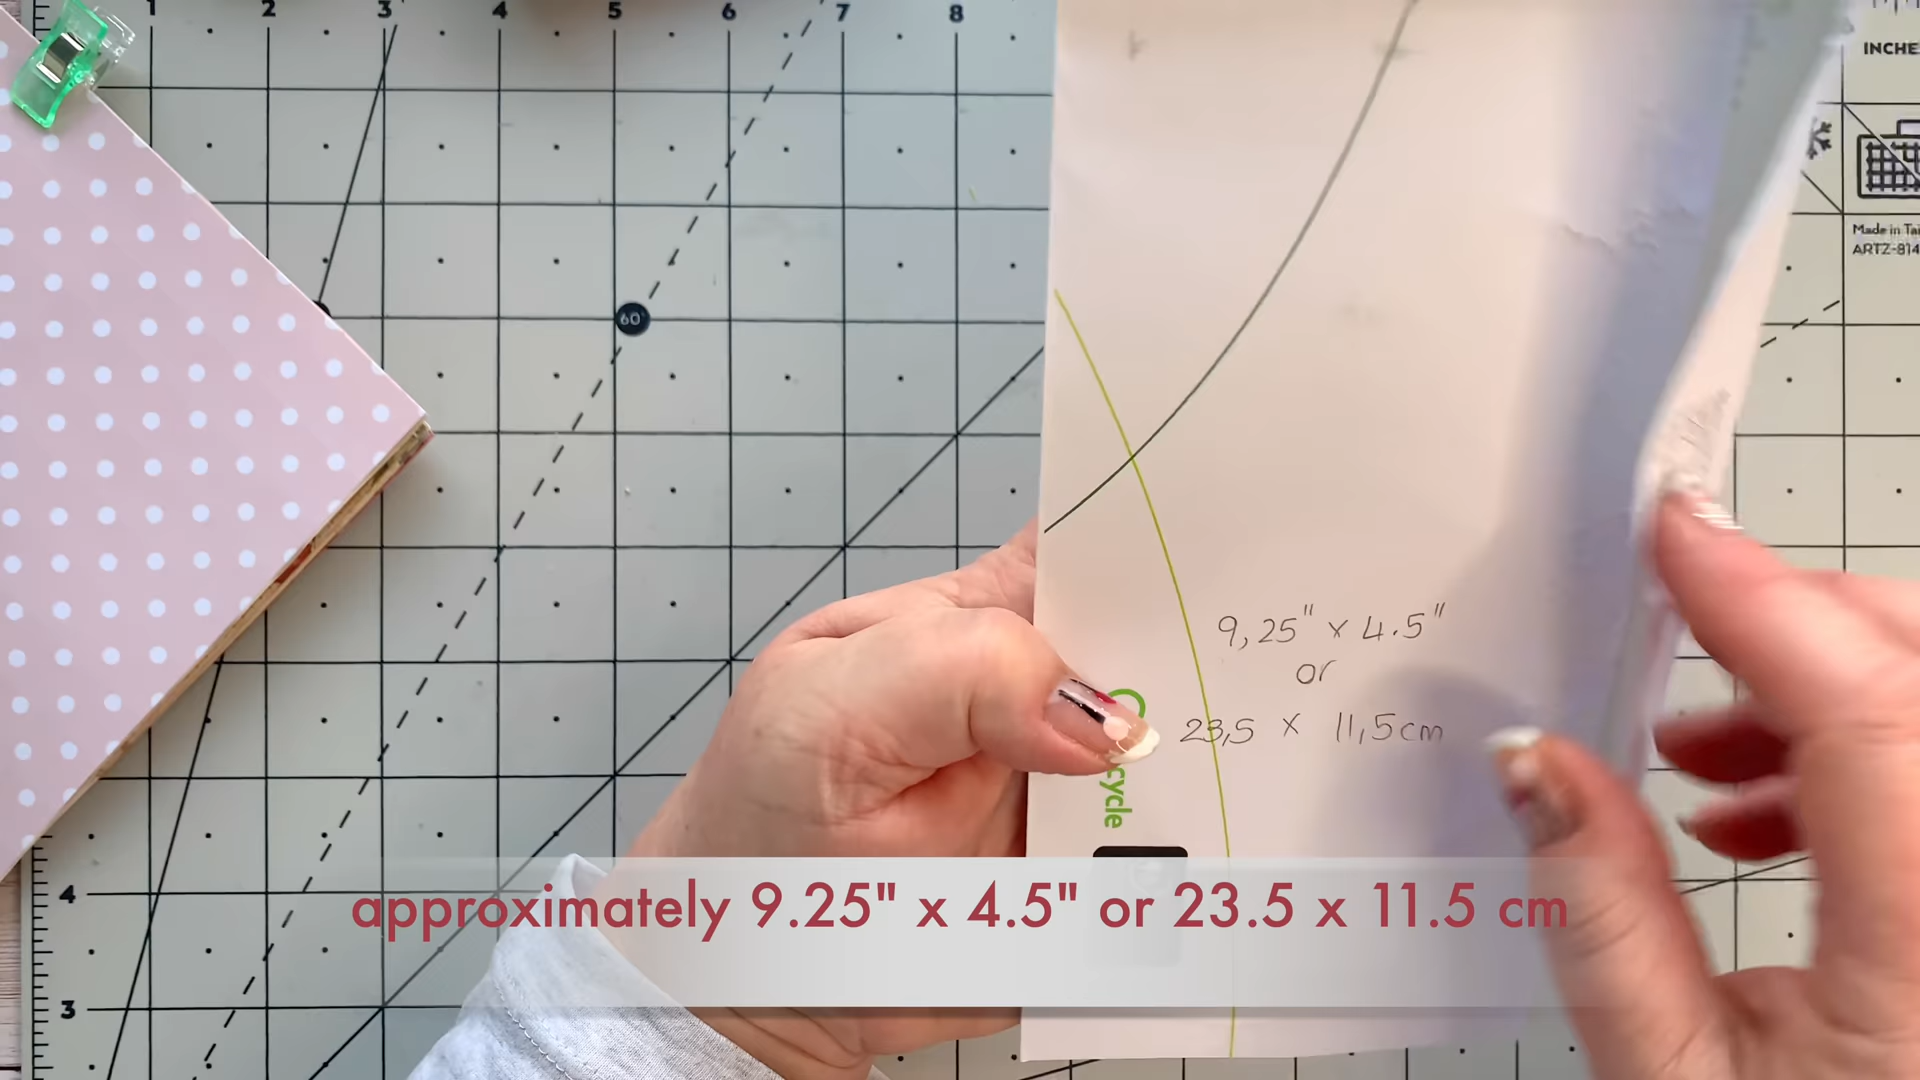 1 2 3 4 5 6 7 8
INCHE
60°
Made in Tai
ARTZ-814
9,25" x 4.5"
or
23,5 x 11,5cm
cycle
approximately 9.25" x 4.5" or 23.5 x 11.5 cm
4
3